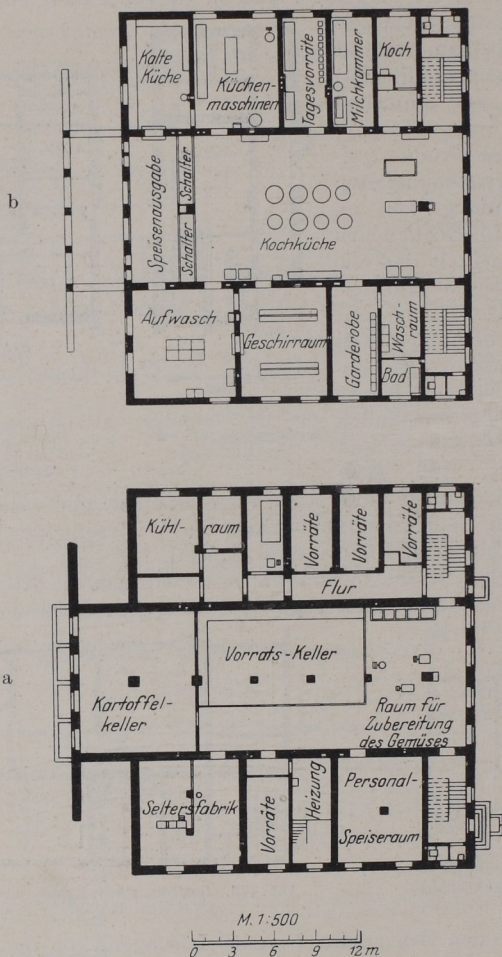 b
Kalte
Küche
Küchen-
maschinen
Tagesvorräte
Milchkammer
Koch
Speisenausgabe
Schalter
Schalter
Kochküche
Aufwasch
Geschirraum
Garderobe
Wasch-
raum
Bad
a
Kühl-
raum
Vorräte
Vorräte
Vorräte
Flur
Vorrats-Keller
Kartoffel-
keller
Raum für
Zubereitung
des Gemüses
Seltersfabrik
Vorräte
Heizung
Personal-
Speiseraum
M. 1:500
0 3 6 9 12 m